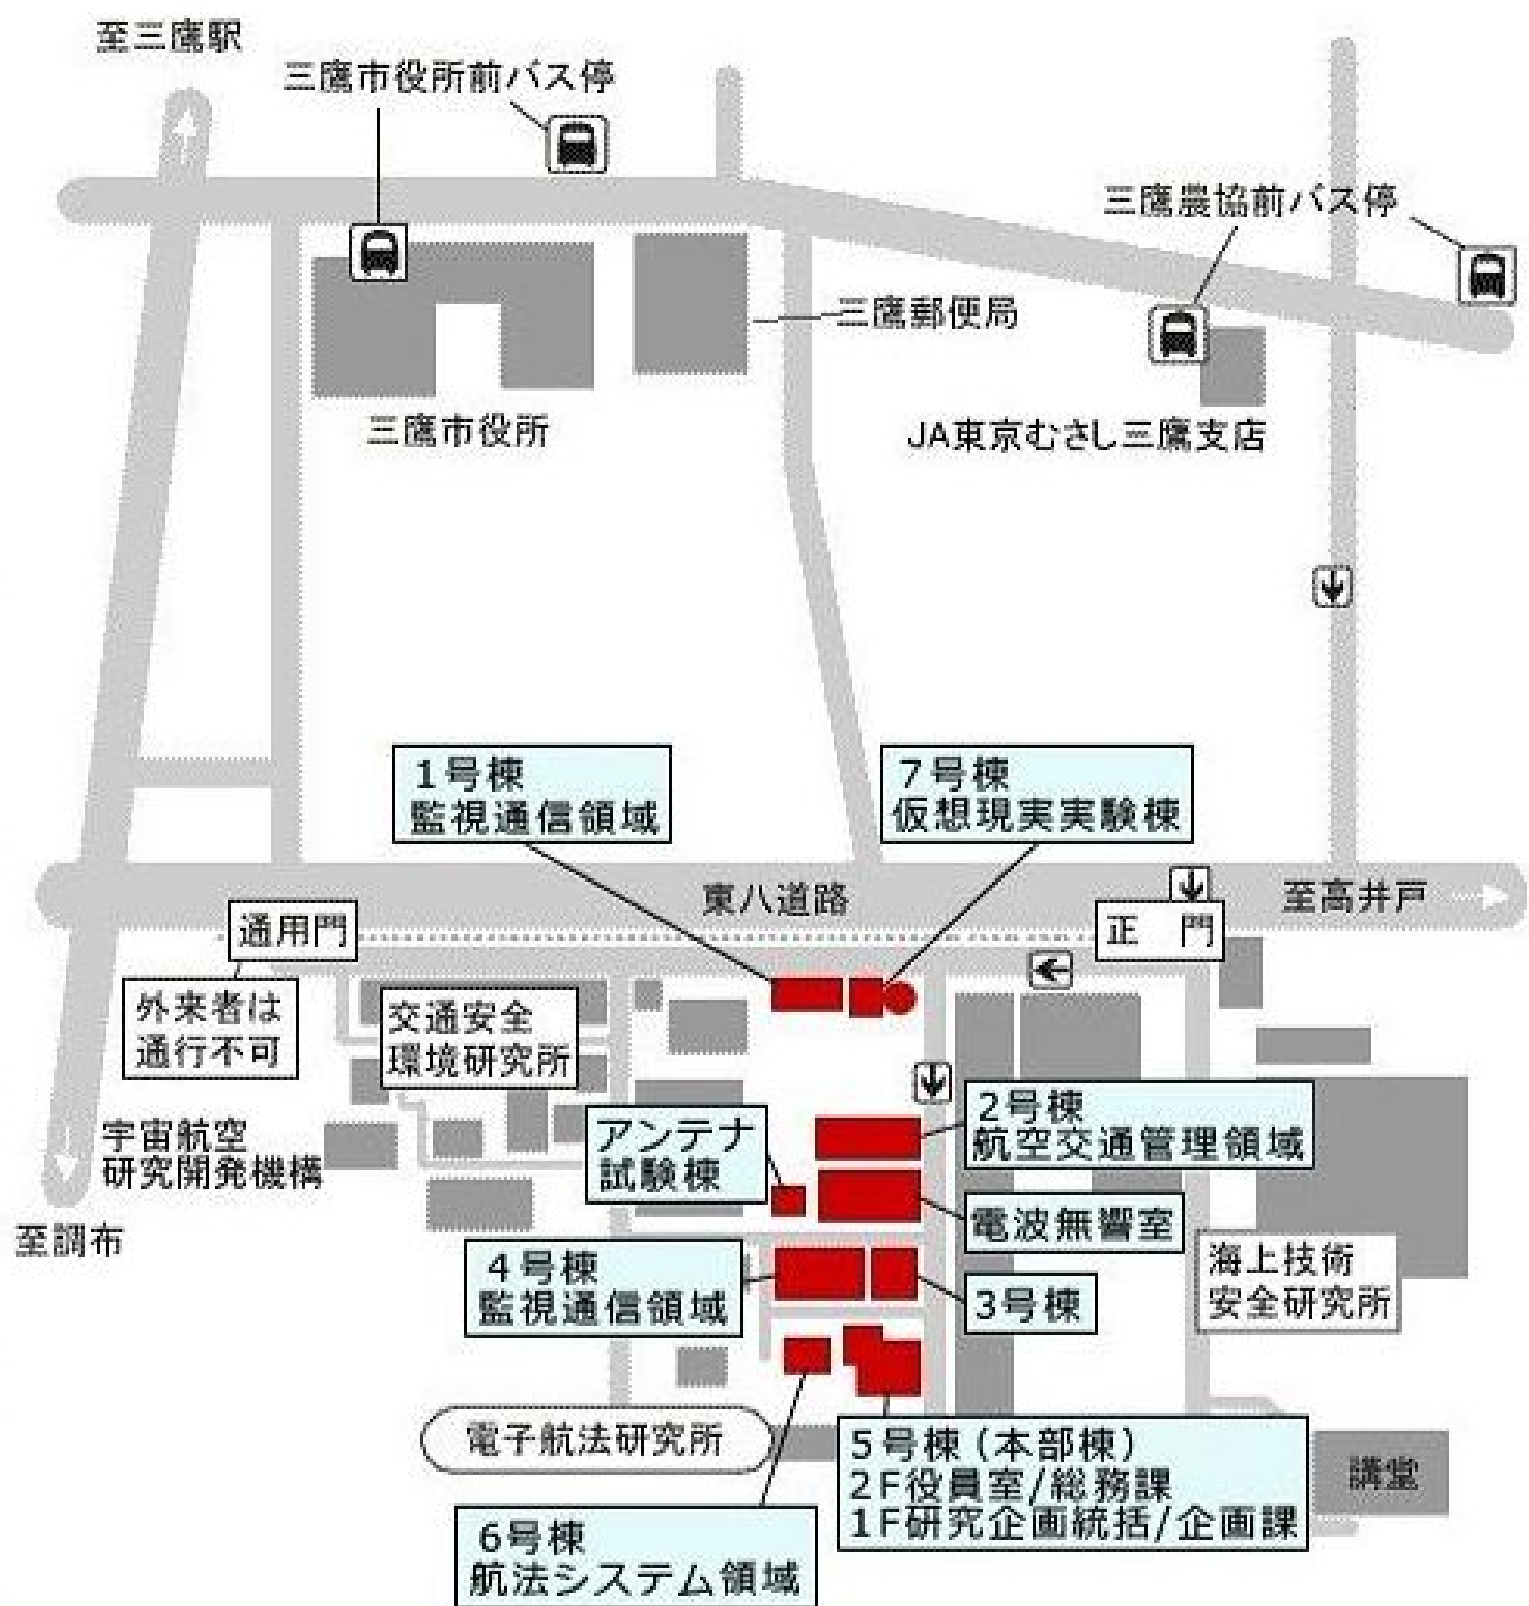 至三鷹駅
三鷹市役所前バス停
三鷹農協前バス停
三鷹郵便局
三鷹市役所
JA東京むさし三鷹支店
1号棟
監視通信領域
7号棟
仮想現実実験棟
東八道路
至高井戸
通用門
正 門
外来者は
通行不可
交通安全
環境研究所
宇宙航空
研究開発機構
アンテナ
試験棟
2号棟
航空交通管理領域
電波無響室
至調布
4号棟
監視通信領域
3号棟
海上技術
安全研究所
電子航法研究所
5号棟(本部棟)
2F役員室/総務課
1F研究企画統括/企画課
講堂
6号棟
航法システム領域